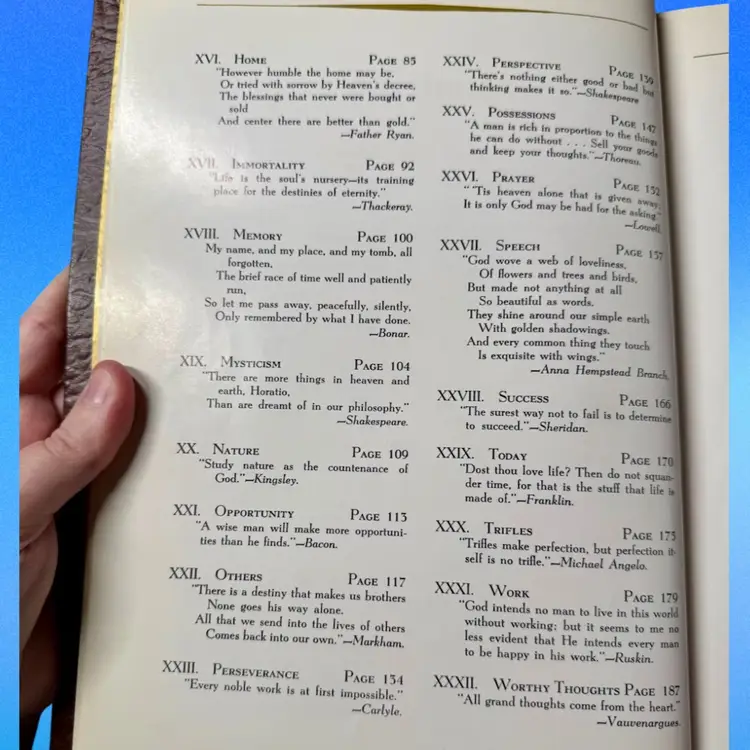 XVI. Home Page 85
"However humble the home may be,
Or tried with sorrow by Heaven's decree,
The blessings that never were bought or
sold
And center there are better than gold."
—Father Ryan.
XVII. Immortality Page 92
"Life is the soul's nursery—its training
place for the destinies of eternity."
—Thackeray.
XVIII. Memory Page 100
My name, and my place, and my tomb, all
forgotten,
The brief race of time well and patiently
run,
So let me pass away, peacefully, silently,
Only remembered by what I have done.
—Bonar.
XIX. Mysticism Page 104
"There are more things in heaven and
earth, Horatio,
Than are dreamt of in our philosophy."
—Shakespeare.
XX. Nature Page 109
"Study nature as the countenance of
God."—Kingsley.
XXI. Opportunity Page 113
"A wise man will make more opportuni-
ties than he finds."—Bacon.
XXII. Others Page 117
"There is a destiny that makes us brothers
None goes his way alone.
All that we send into the lives of others
Comes back into our own."—Markham.
XXIII. Perseverance Page 134
"Every noble work is at first impossible."
—Carlyle.
XXIV. Perspective Page 139
"There's nothing either good or bad but
thinking makes it so."—Shakespeare
XXV. Possessions Page 147
"A man is rich in proportion to the things
he can do without . . . Sell your goods
and keep your thoughts."—Thoreau.
XXVI. Prayer Page 152
"'Tis heaven alone that is given away,
It is only God may be had for the asking."
—Lowell.
XXVII. Speech Page 157
"God wove a web of loveliness,
Of flowers and trees and birds,
But made not anything at all
So beautiful as words.
They shine around our simple earth
With golden shadowings.
And every common thing they touch
Is exquisite with wings."
—Anna Hempstead Branch.
XXVIII. Success Page 166
"The surest way not to fail is to determine
to succeed."—Sheridan.
XXIX. Today Page 170
"Dost thou love life? Then do not squan-
der time, for that is the stuff that life is
made of."—Franklin.
XXX. Trifles Page 175
"Trifles make perfection, but perfection it-
self is no trifle."—Michael Angelo.
XXXI. Work Page 179
"God intends no man to live in this world
without working: but it seems to me no
less evident that He intends every man
to be happy in his work."—Ruskin.
XXXII. Worthy Thoughts Page 187
"All grand thoughts come from the heart."
—Vauvenargues.